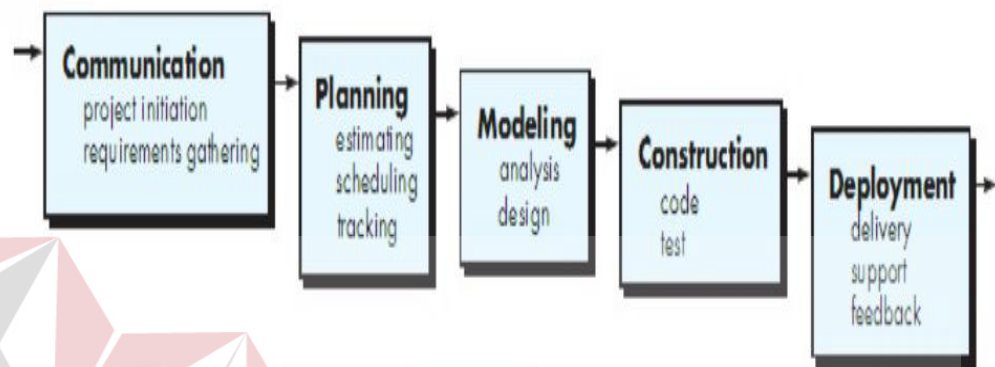 Communication
project initiation
requirements gathering
Planning
estimating
scheduling
tracking
Modeling
analysis
design
Construction
code
test
Deployment
delivery
support
feedback